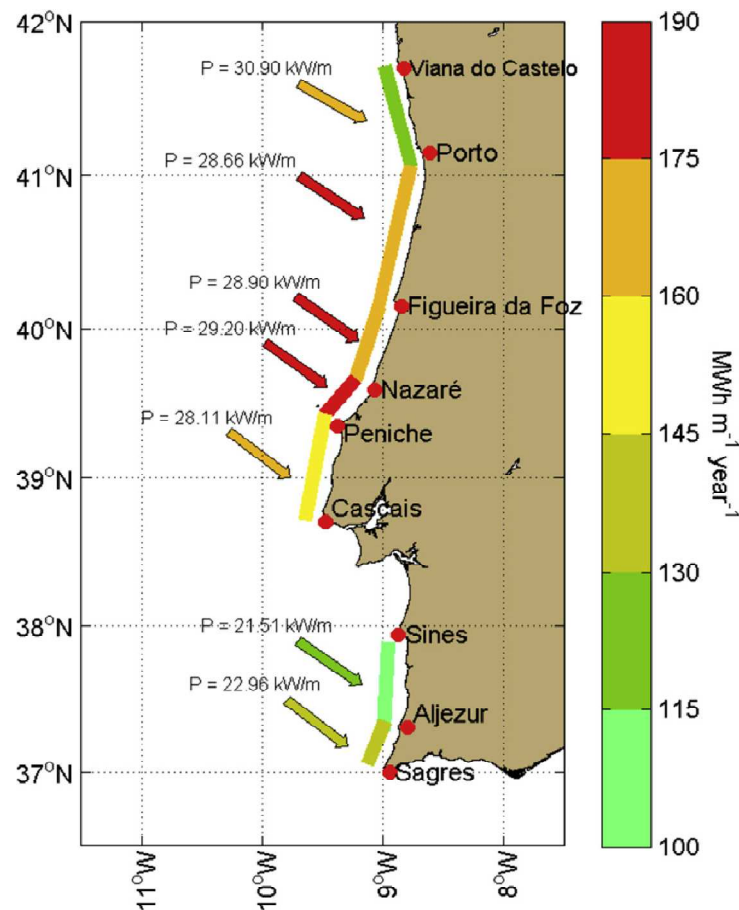 42°N
190
P = 30.90 kW/m
Viana do Castelo
P = 28.66 kW/m
Porto
175
41°N
P = 28.90 kW/m
160
Figueira da Foz
P = 29.20 kW/m
40°N
MWh m⁻¹ year⁻¹
Nazaré
P = 28.11 kW/m
Peniche
145
39°N
Cascais
130
38°N
P = 21.51 kW/m
Sines
P = 22.96 kW/m
Aljezur
115
37°N
Sagres
100
11°W
10°W
9°W
8°W